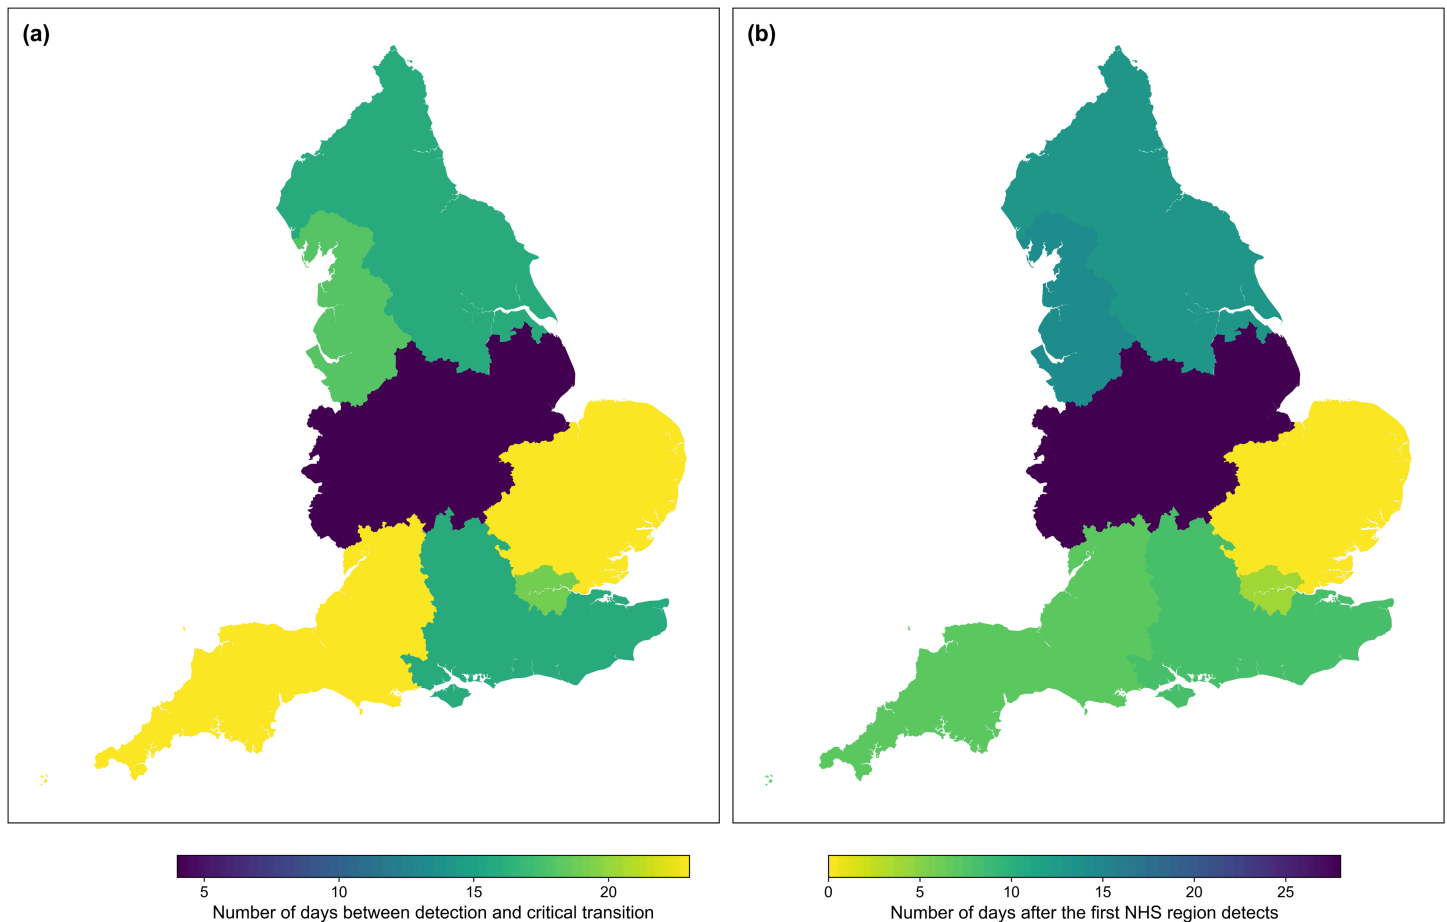 (a)
(b)
5 10 15 20
Number of days between detection and critical transition
0 5 10 15 20 25
Number of days after the first NHS region detects